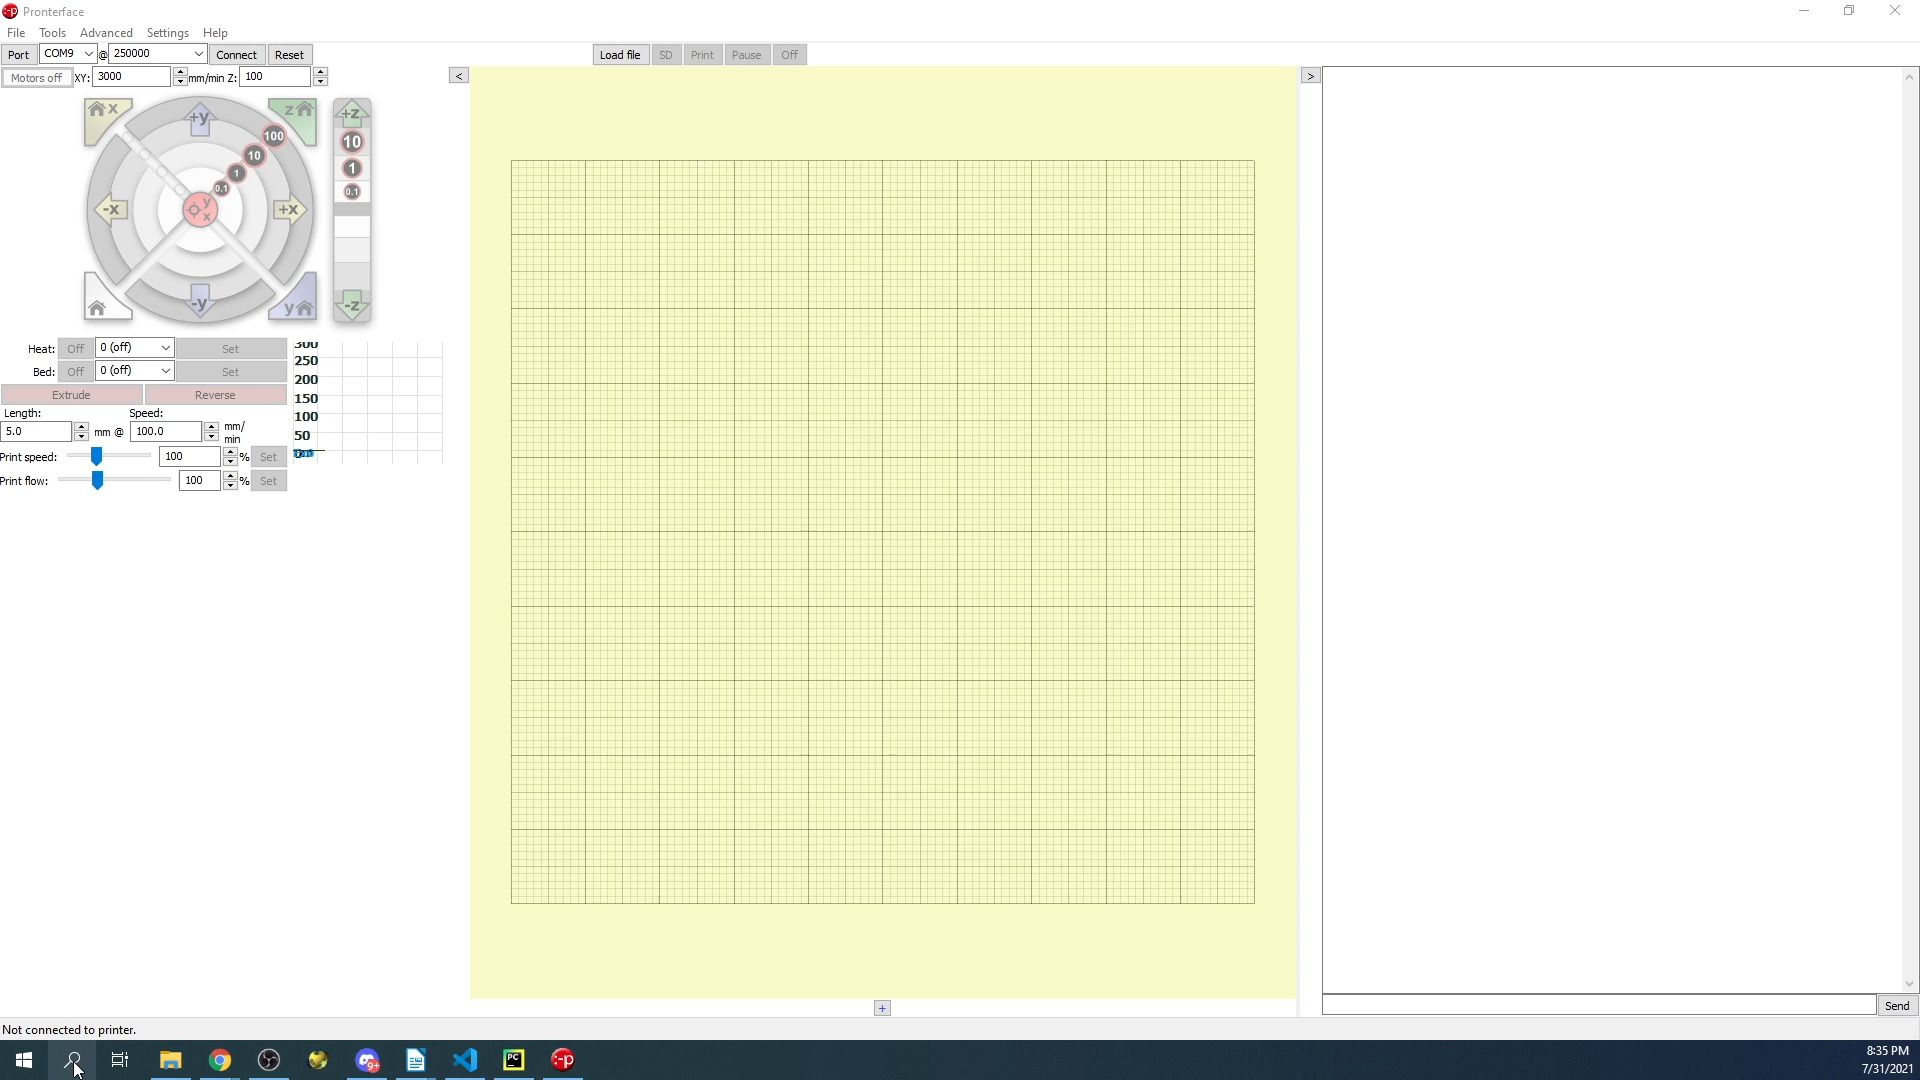 Pronterface
File Tools Advanced Settings Help
Port COM9 @ 250000 Connect Reset Load file SD Print Pause Off
Motors off XY: 3000 mm/min Z: 100 < >
x z +y 100 +z
10 10
1 1
0.1 0.1
-x y x +x
-y y -z
Heat: Off 0 (off) Set 300
250
Bed: Off 0 (off) Set 200
Extrude Reverse 150
Length: Speed: 100
5.0 mm @ 100.0 mm/min 50
Print speed: 100 % Set
Print flow: 100 % Set
+
Send
Not connected to printer.
9+ PC :-p
8:35 PM
7/31/2021